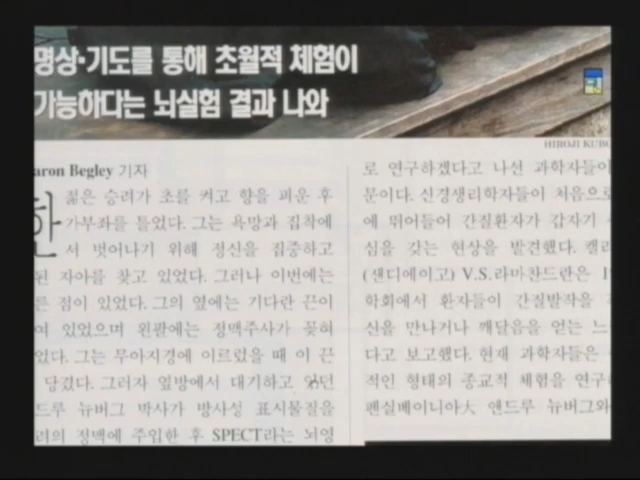 명상·기도를 통해 초월적 체험이
가능하다는 뇌실험 결과 나와
HIROJI KUBO
aron Begley 기자
한 젊은 승려가 초를 켜고 향을 피운 후
가부좌를 틀었다. 그는 욕망과 집착에
서 벗어나기 위해 정신을 집중하고
된 자아를 찾고 있었다. 그러나 이번에는
른 점이 있었다. 그의 옆에는 기다란 끈이
여 있었으며 왼팔에는 정맥주사가 꽂혀
었다. 그는 무아지경에 이르렀을 때 이 끈
당겼다. 그러자 옆방에서 대기하고 있던
드루 뉴버그 박사가 방사성 표시물질을
려의 정맥에 주입한 후 SPECT라는 뇌영
로 연구하겠다고 나선 과학자들이
문이다. 신경생리학자들이 처음으로
에 뛰어들어 간질환자가 갑자기
심을 갖는 현상을 발견했다. 캘리
(샌디에이고) V.S.라마찬드란은 19
학회에서 환자들이 간질발작을
신을 만나거나 깨달음을 얻는 느
다고 보고했다. 현재 과학자들은
적인 형태의 종교적 체험을 연구
펜실베이니아大 앤드루 뉴버그와